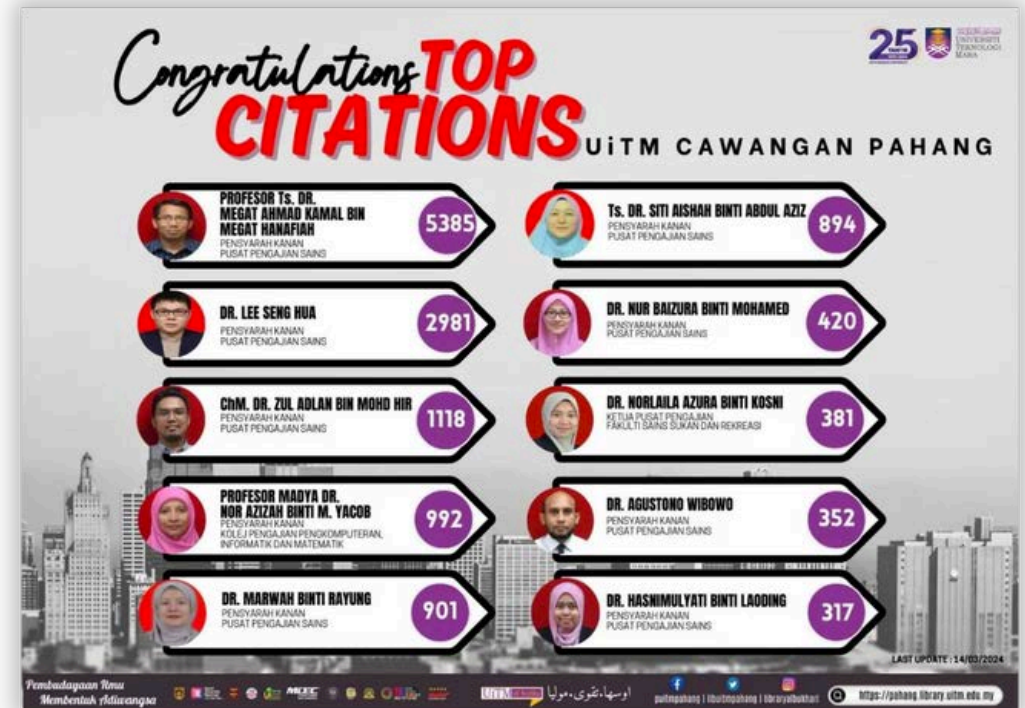 Congratulations TOP
CITATIONS
UiTM CAWANGAN PAHANG
25
UNIVERSITI
TEKNOLOGI
MARA
PROFESOR Ts. DR.
MEGAT AHMAD KAMAL BIN
MEGAT HANAFIAH
PENSYARAH KANAN
PUSAT PENGAJIAN SAINS
5385
DR. LEE SENG HUA
PENSYARAH KANAN
PUSAT PENGAJIAN SAINS
2981
ChM. DR. ZUL ADLAN BIN MOHD HIR
PENSYARAH KANAN
PUSAT PENGAJIAN SAINS
1118
PROFESOR MADYA DR.
NOR AZIZAH BINTI M. YACOB
PENSYARAH KANAN
KOLEJ PENGAJIAN PENGKOMPUTERAN,
INFORMATIK DAN MATEMATIK
992
DR. MARWAH BINTI RAYUNG
PENSYARAH KANAN
PUSAT PENGAJIAN SAINS
901
Ts. DR. SITI AISHAH BINTI ABDUL AZIZ
PENSYARAH KANAN
PUSAT PENGAJIAN SAINS
894
DR. NUR BAIZURA BINTI MOHAMED
PENSYARAH KANAN
PUSAT PENGAJIAN SAINS
420
DR. NORLAILA AZURA BINTI KOSNI
KETUA PUSAT PENGAJIAN
FAKULTI SAINS SUKAN DAN REKREASI
381
DR. AGUSTONO WIBOWO
PENSYARAH KANAN
PUSAT PENGAJIAN SAINS
352
DR. HASNIMULYATI BINTI LAODING
PENSYARAH KANAN
PUSAT PENGAJIAN SAINS
317
LAST UPDATE : 14/03/2024
Pembudayaan Ilmu
Membentuk Adiwangsa
UiTM
اوسها،تقوى،موليا
puitmpahang | libuitmpahang | libraryalbukhari
https://pahang.library.uitm.edu.my